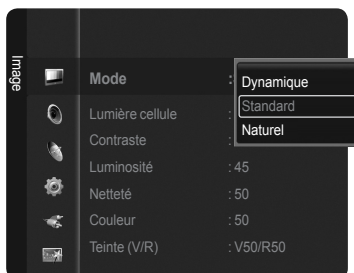 Image
Mode : Dynamique
Standard
Naturel
Lumière cellule :
Contraste :
Luminosité : 45
Netteté : 50
Couleur : 50
Teinte (V/R) : V50/R50